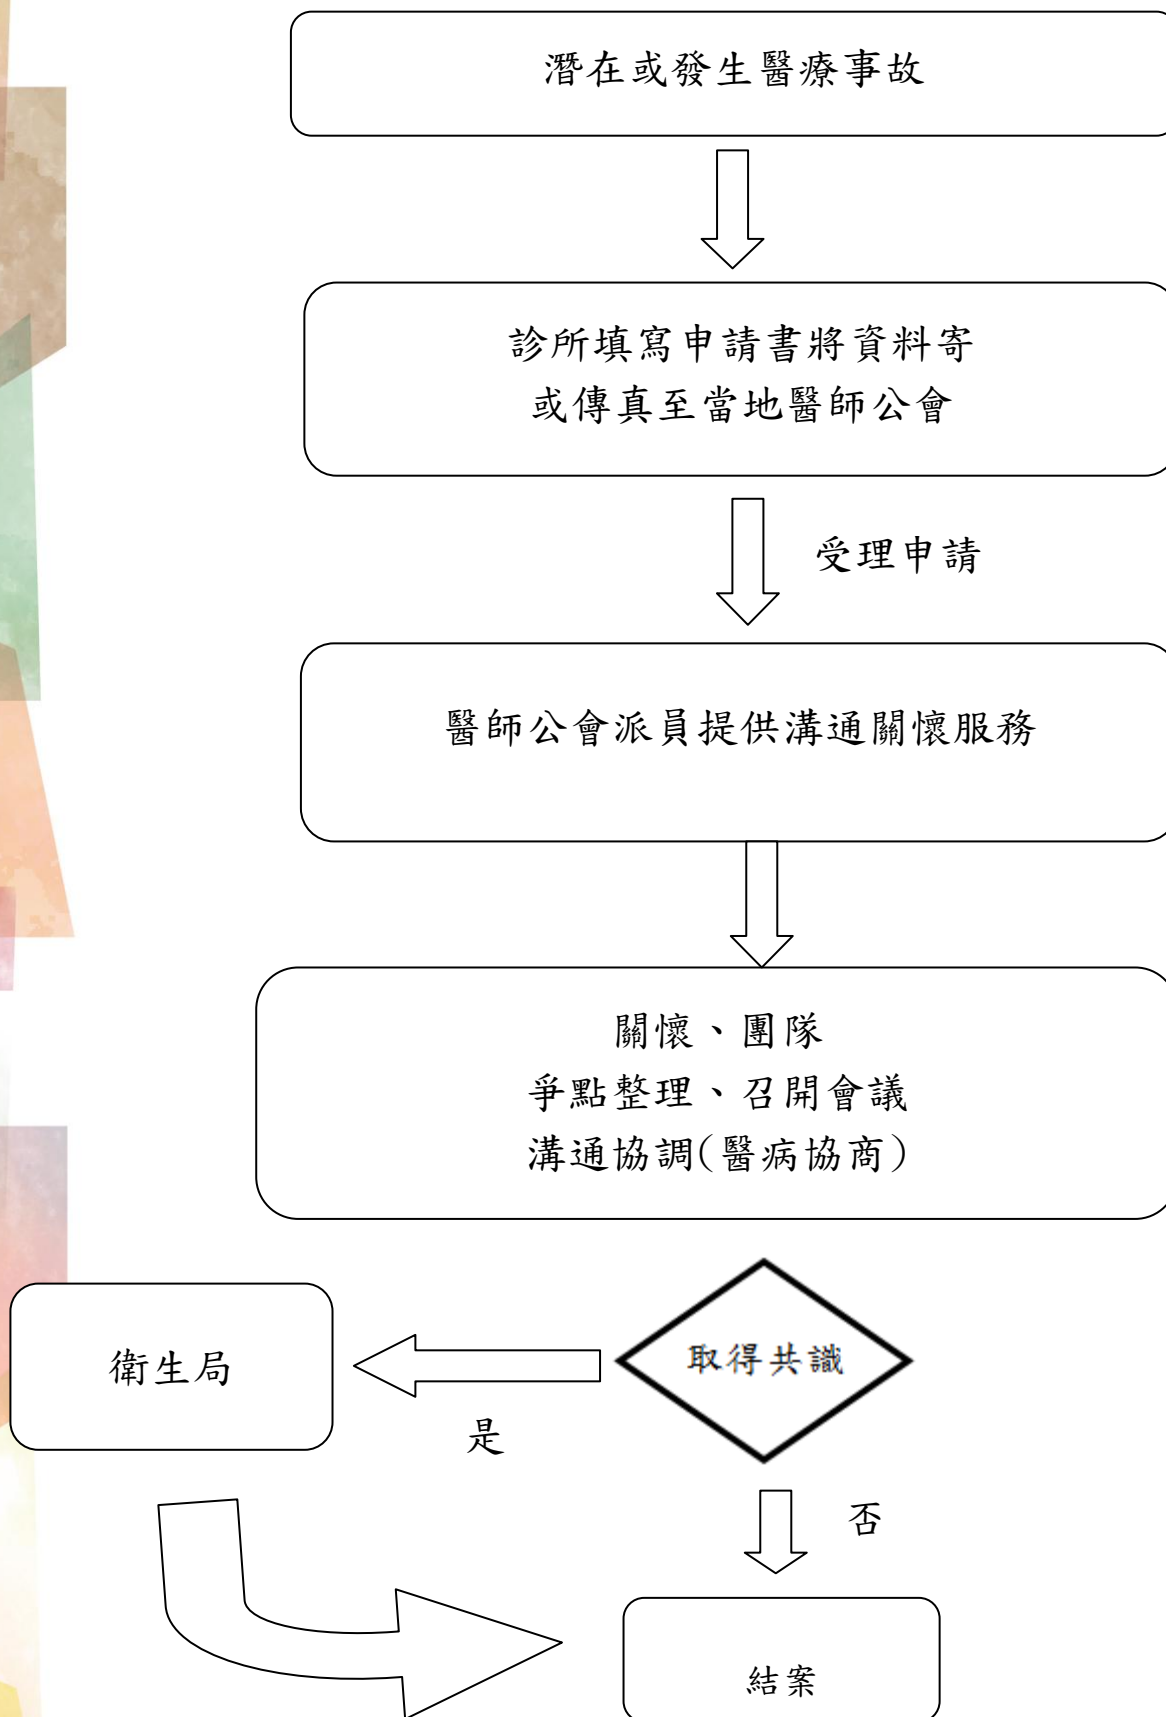 潛在或發生醫療事故
診所填寫申請書將資料寄
或傳真至當地醫師公會
受理申請
醫師公會派員提供溝通關懷服務
關懷、團隊
爭點整理、召開會議
溝通協調(醫病協商)
取得共識
衛生局
是
否
結案